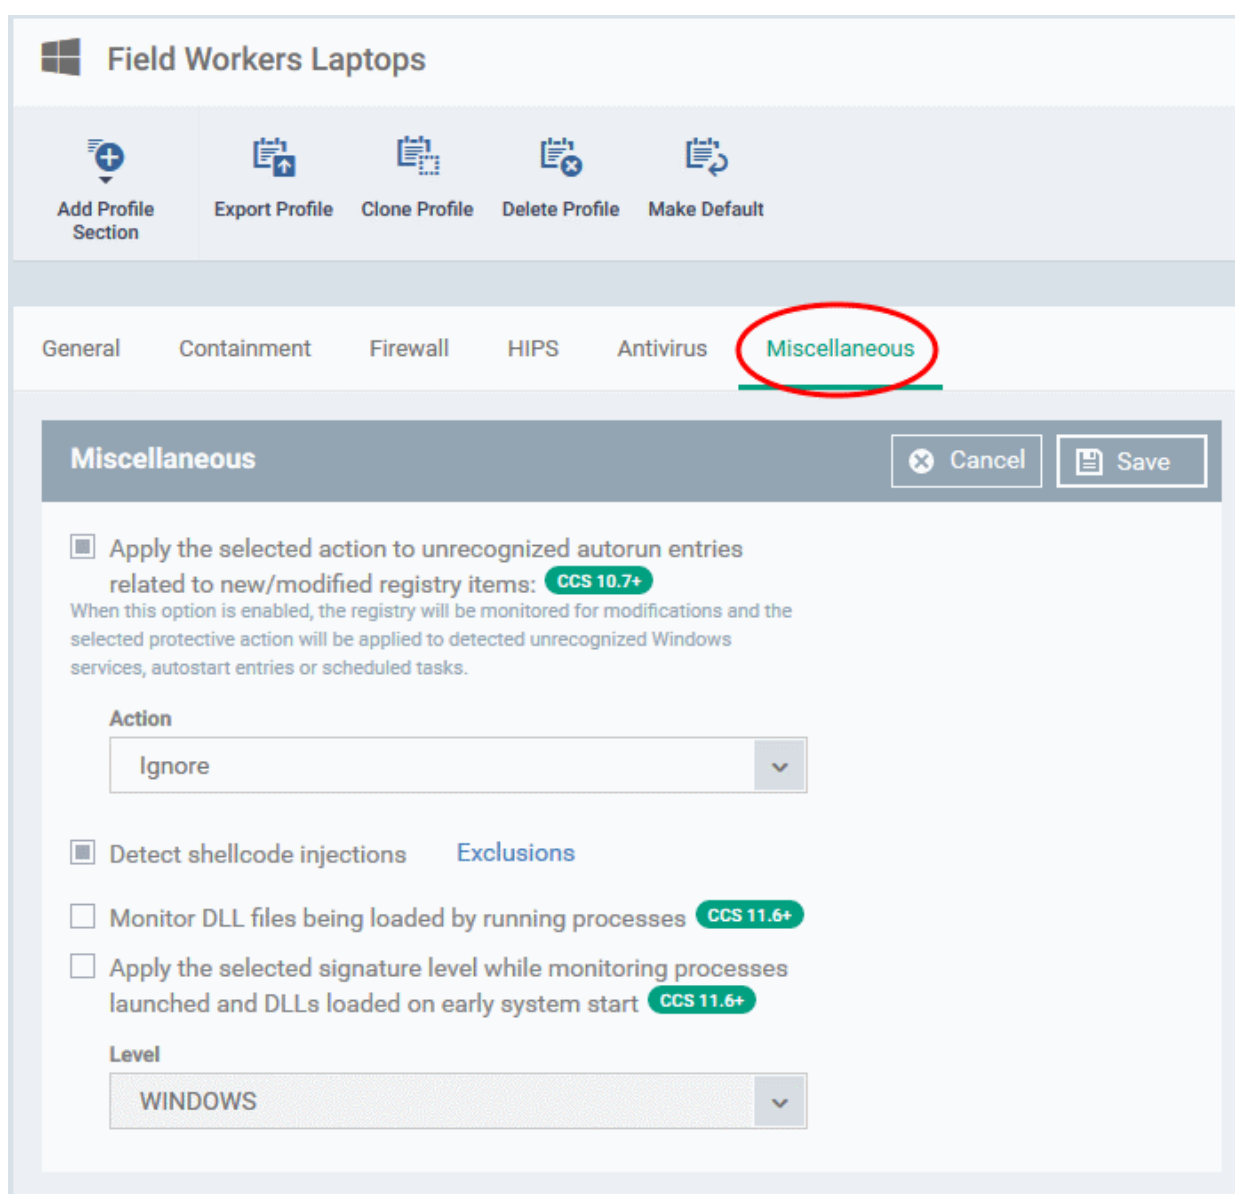 Field Workers Laptops
Add Profile
Section
Export Profile
Clone Profile
Delete Profile
Make Default
General
Containment
Firewall
HIPS
Antivirus
Miscellaneous
Miscellaneous
Cancel
Save
Apply the selected action to unrecognized autorun entries
related to new/modified registry items: CCS 10.7+
When this option is enabled, the registry will be monitored for modifications and the
selected protective action will be applied to detected unrecognized Windows
services, autostart entries or scheduled tasks.
Action
Ignore
Detect shellcode injections Exclusions
Monitor DLL files being loaded by running processes CCS 11.6+
Apply the selected signature level while monitoring processes
launched and DLLs loaded on early system start CCS 11.6+
Level
WINDOWS